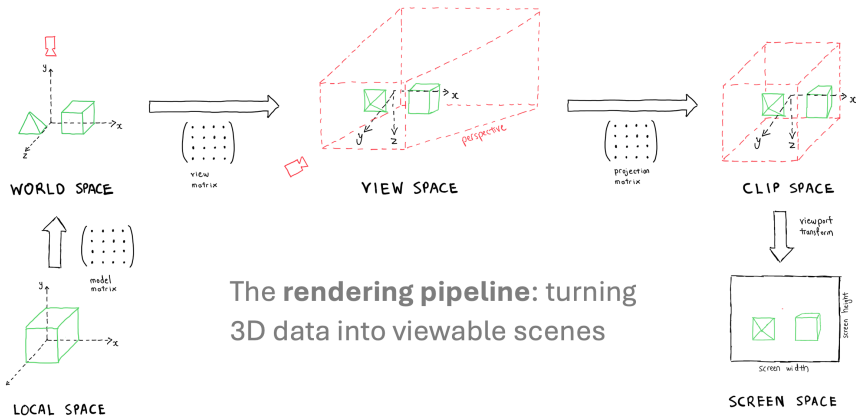 y
x
z
WORLD SPACE
view
matrix
x
y
z
perspective
VIEW SPACE
projection
matrix
x
y
z
CLIP SPACE
model
matrix
viewport
transform
The rendering pipeline: turning
3D data into viewable scenes
y
x
LOCAL SPACE
screen height
screen width
SCREEN SPACE